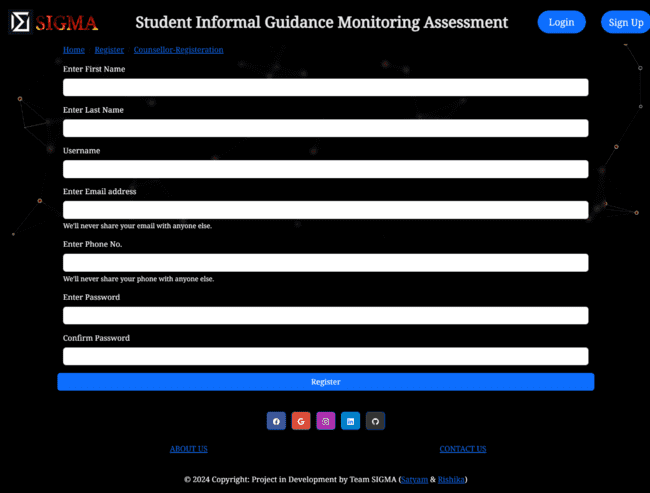 SIGMA Student Informal Guidance Monitoring Assessment Login Sign Up
Home Register Counsellor-Registeration
Enter First Name
Enter Last Name
Username
Enter Email address
We'll never share your email with anyone else.
Enter Phone No.
We'll never share your phone with anyone else.
Enter Password
Confirm Password
Register
ABOUT US CONTACT US
© 2024 Copyright: Project in Development by Team SIGMA (Satyam & Rishika)